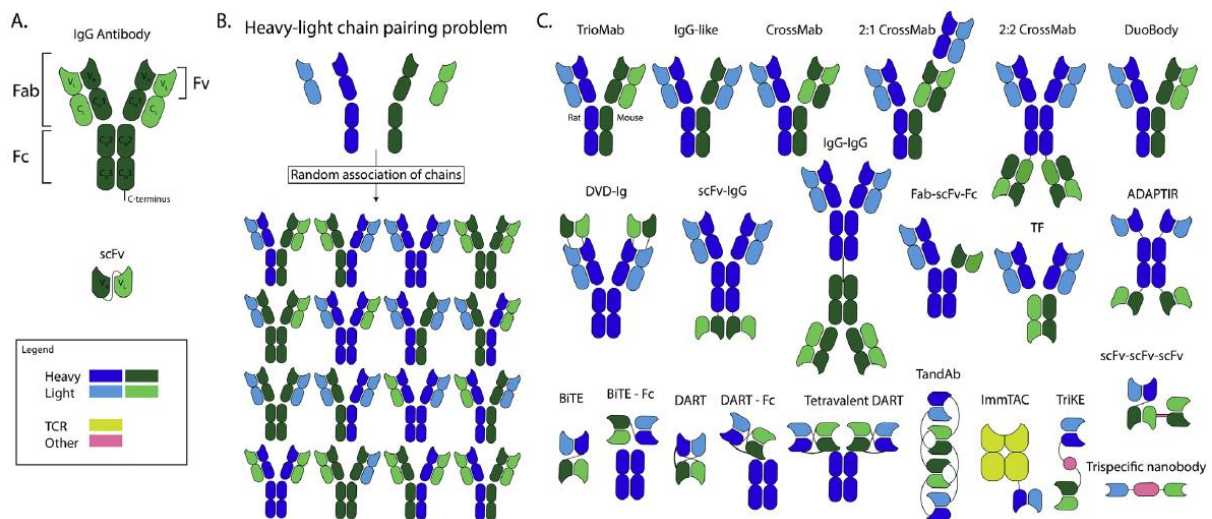 A.
IgG Antibody
Fab
Fv
Fc
C-terminus
scFv
Legend
Heavy
Light
TCR
Other
B.
Heavy-light chain pairing problem
Random association of chains
C.
TrioMab
IgG-like
CrossMab
2:1 CrossMab
2:2 CrossMab
DuoBody
Rat
Mouse
IgG-IgG
DVD-Ig
scFv-IgG
Fab-scFv-Fc
TF
ADAPTIR
BiTE
BiTE - Fc
DART
DART - Fc
Tetravalent DART
TandAb
ImmTAC
TriKE
scFv-scFv-scFv
Trispecific nanobody